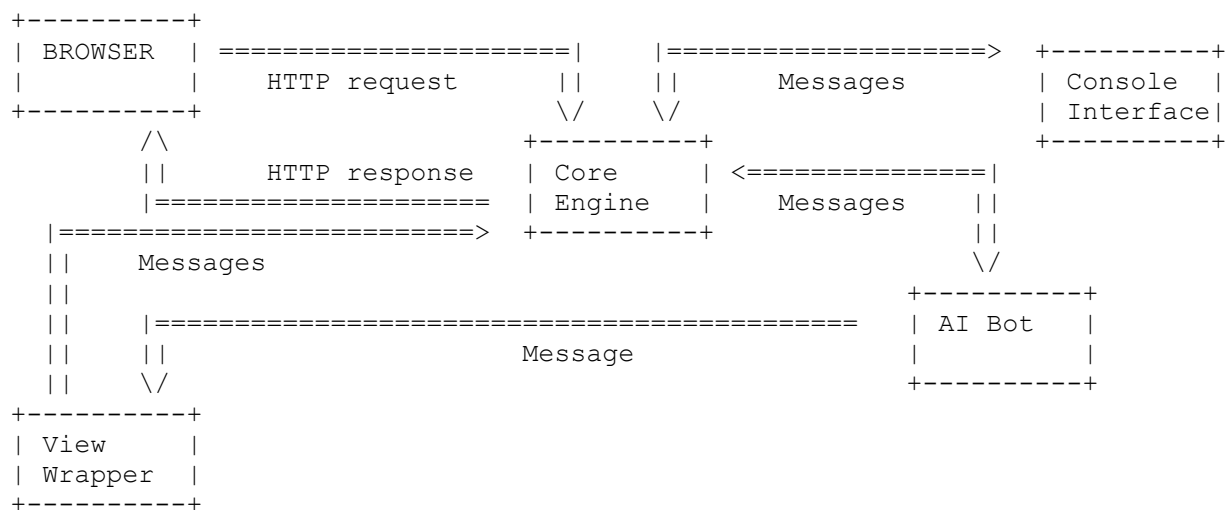 BROWSER
HTTP request Messages Console
Interface
HTTP response Core
Engine Messages
Messages
AI Bot
Message
View
Wrapper